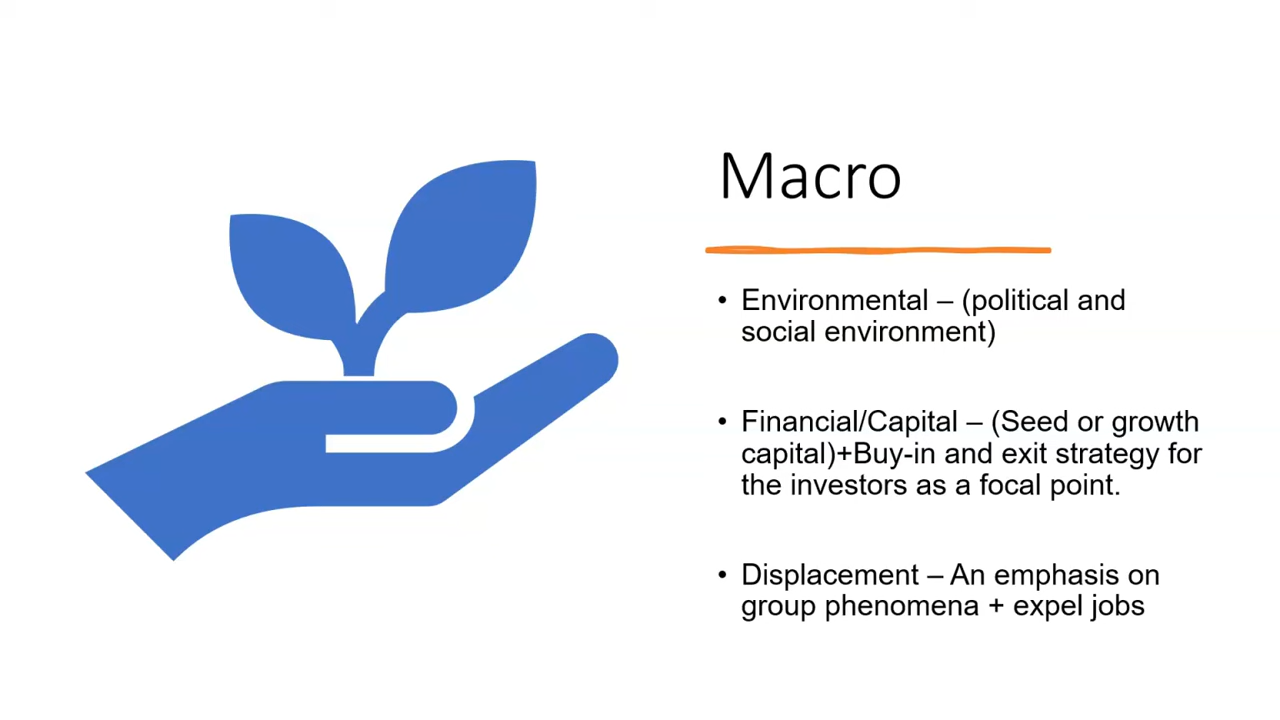 Macro
• Environmental – (political and
social environment)
• Financial/Capital – (Seed or growth
capital)+Buy-in and exit strategy for
the investors as a focal point.
• Displacement – An emphasis on
group phenomena + expel jobs